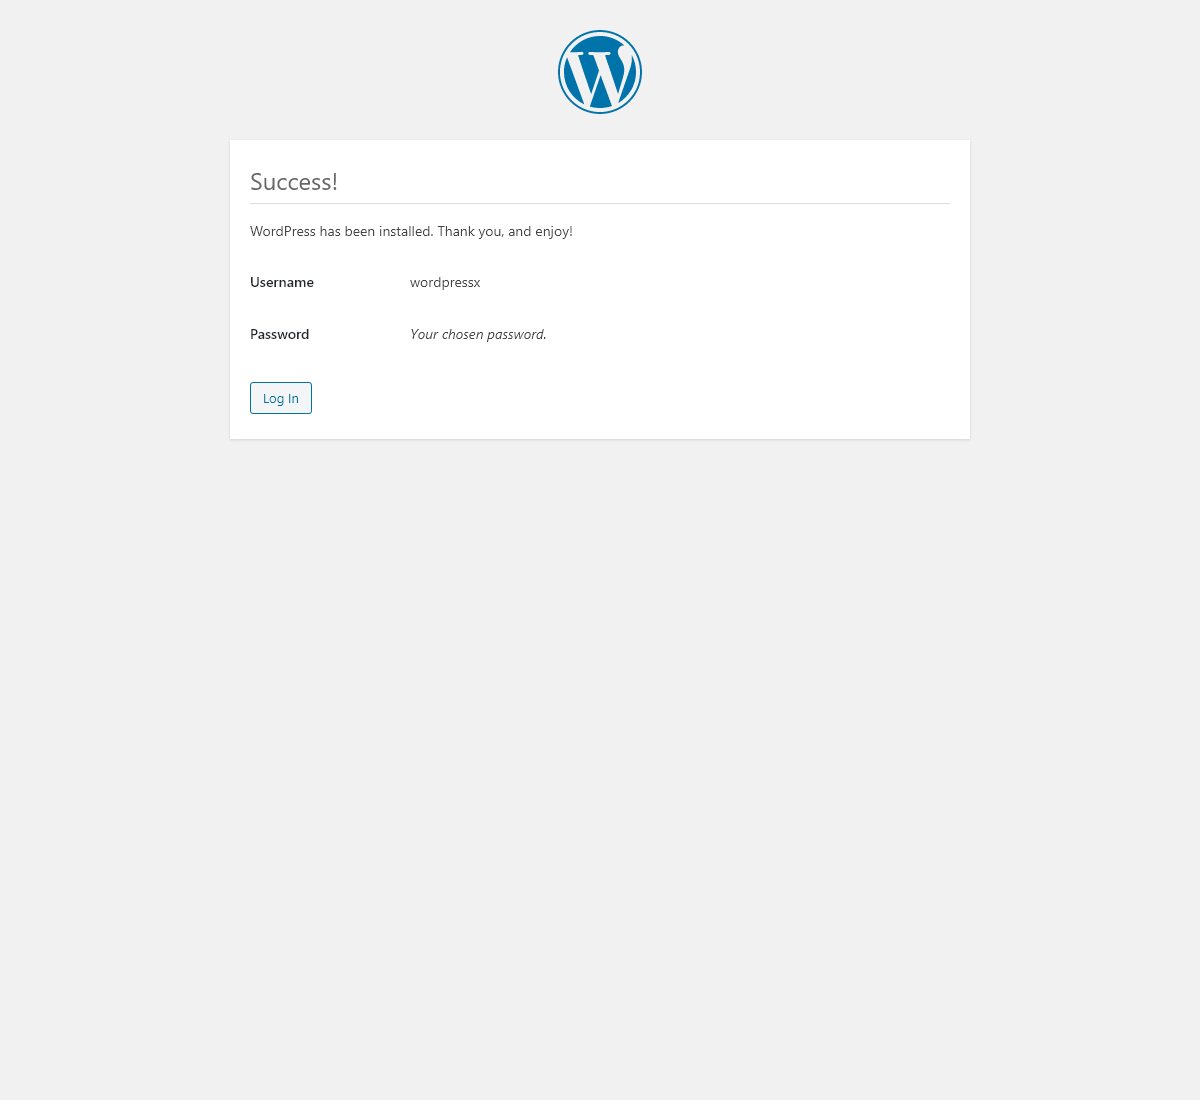 Success!
WordPress has been installed. Thank you, and enjoy!
Username wordpressx
Password Your chosen password.
Log In